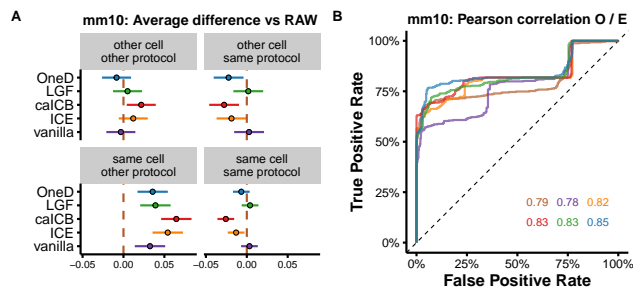 A
mm10: Average difference vs RAW
other cell
other protocol
other cell
same protocol
OneD
LGF
caICB
ICE
vanilla
same cell
other protocol
same cell
same protocol
OneD
LGF
caICB
ICE
vanilla
−0.05 0.00 0.05
−0.05 0.00 0.05
B
mm10: Pearson correlation O / E
True Positive Rate
100%
75%
50%
25%
0%
0.79 0.78 0.82
0.83 0.83 0.85
0% 25% 50% 75% 100%
False Positive Rate